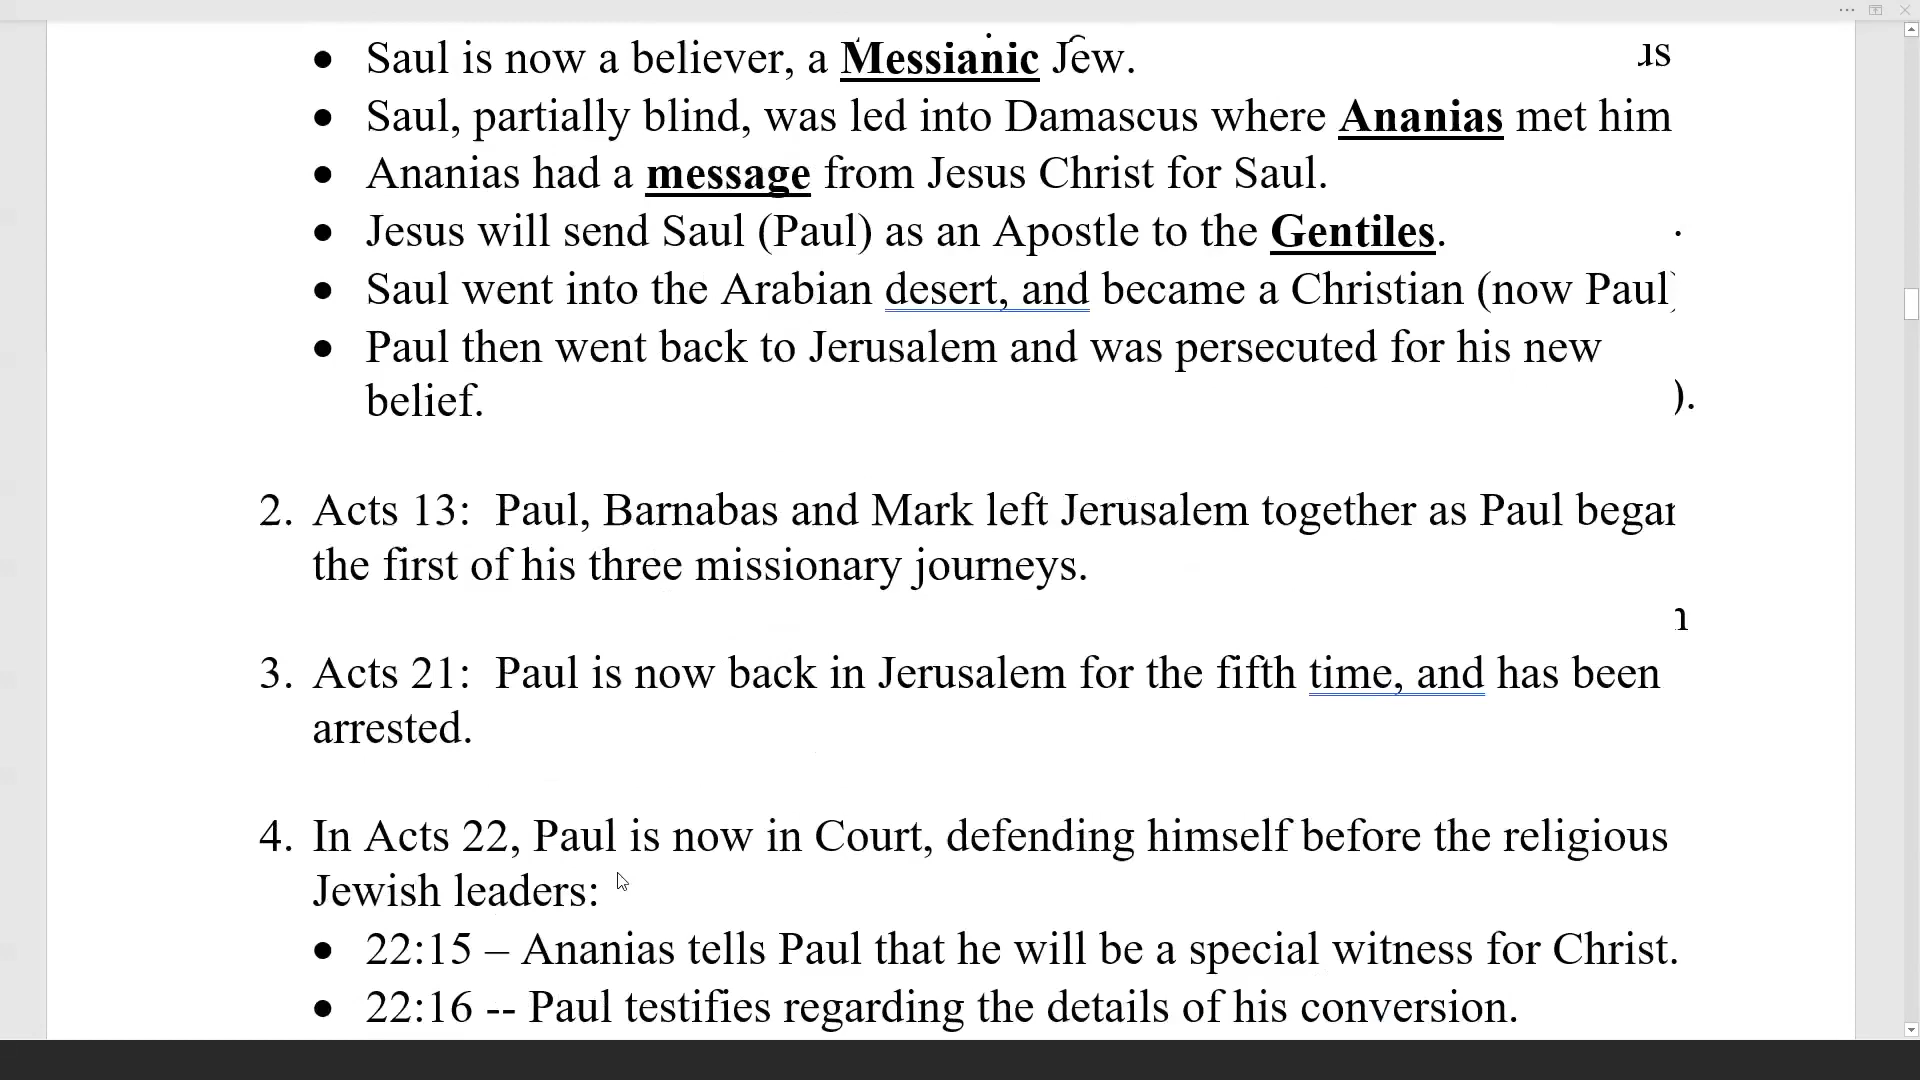 • Saul is now a believer, a Messianic Jew.
us
• Saul, partially blind, was led into Damascus where Ananias met him
• Ananias had a message from Jesus Christ for Saul.
• Jesus will send Saul (Paul) as an Apostle to the Gentiles.
• Saul went into the Arabian desert, and became a Christian (now Paul)
• Paul then went back to Jerusalem and was persecuted for his new
belief.
).
2. Acts 13: Paul, Barnabas and Mark left Jerusalem together as Paul began
the first of his three missionary journeys.
3. Acts 21: Paul is now back in Jerusalem for the fifth time, and has been
arrested.
4. In Acts 22, Paul is now in Court, defending himself before the religious
Jewish leaders:
• 22:15 – Ananias tells Paul that he will be a special witness for Christ.
• 22:16 -- Paul testifies regarding the details of his conversion.